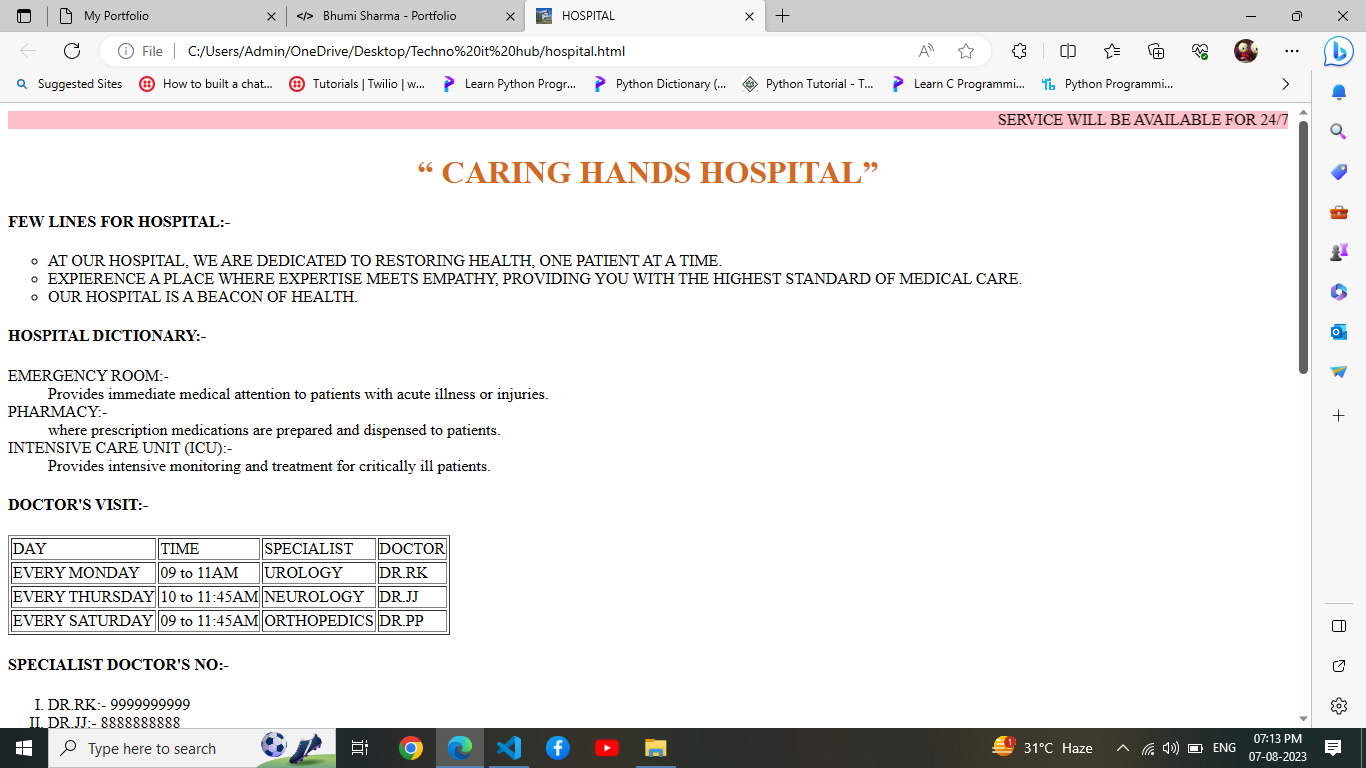 My Portfolio
</> Bhumi Sharma - Portfolio
HOSPITAL
File
C:/Users/Admin/OneDrive/Desktop/Techno%20it%20hub/hospital.html
Suggested Sites
How to built a chat...
Tutorials | Twilio | w...
Learn Python Progr...
Python Dictionary (...
Python Tutorial - T...
Learn C Programmi...
Python Programmi...
SERVICE WILL BE AVAILABLE FOR 24/7
“ CARING HANDS HOSPITAL”
FEW LINES FOR HOSPITAL:-
AT OUR HOSPITAL, WE ARE DEDICATED TO RESTORING HEALTH, ONE PATIENT AT A TIME.
EXPIERENCE A PLACE WHERE EXPERTISE MEETS EMPATHY, PROVIDING YOU WITH THE HIGHEST STANDARD OF MEDICAL CARE.
OUR HOSPITAL IS A BEACON OF HEALTH.
HOSPITAL DICTIONARY:-
EMERGENCY ROOM:-
Provides immediate medical attention to patients with acute illness or injuries.
PHARMACY:-
where prescription medications are prepared and dispensed to patients.
INTENSIVE CARE UNIT (ICU):-
Provides intensive monitoring and treatment for critically ill patients.
DOCTOR'S VISIT:-
DAY TIME SPECIALIST DOCTOR
EVERY MONDAY 09 to 11AM UROLOGY DR.RK
EVERY THURSDAY 10 to 11:45AM NEUROLOGY DR.JJ
EVERY SATURDAY 09 to 11:45AM ORTHOPEDICS DR.PP
SPECIALIST DOCTOR'S NO:-
I. DR.RK:- 9999999999
II. DR.JJ:- 8888888888
Type here to search
1
31°C Haze
ENG
07:13 PM
07-08-2023